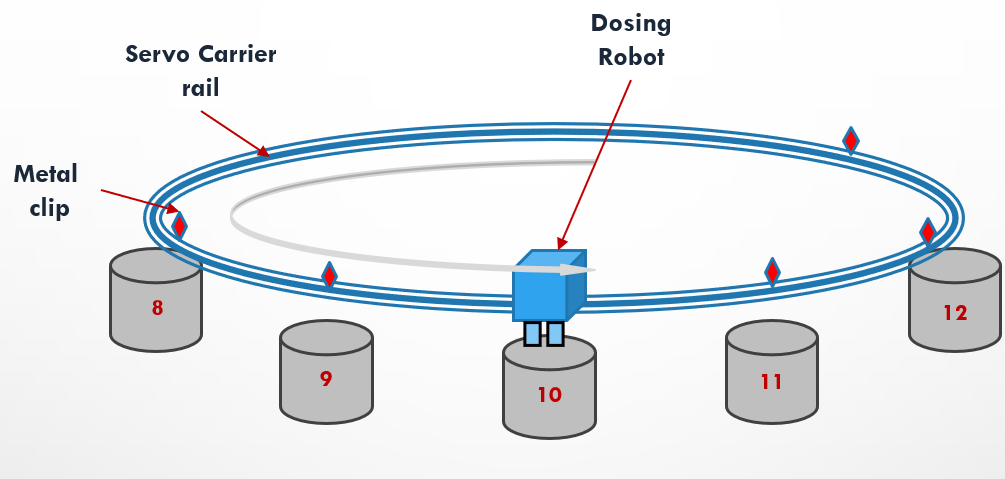 Dosing
Robot
Servo Carrier
rail
Metal
clip
8
9
10
11
12